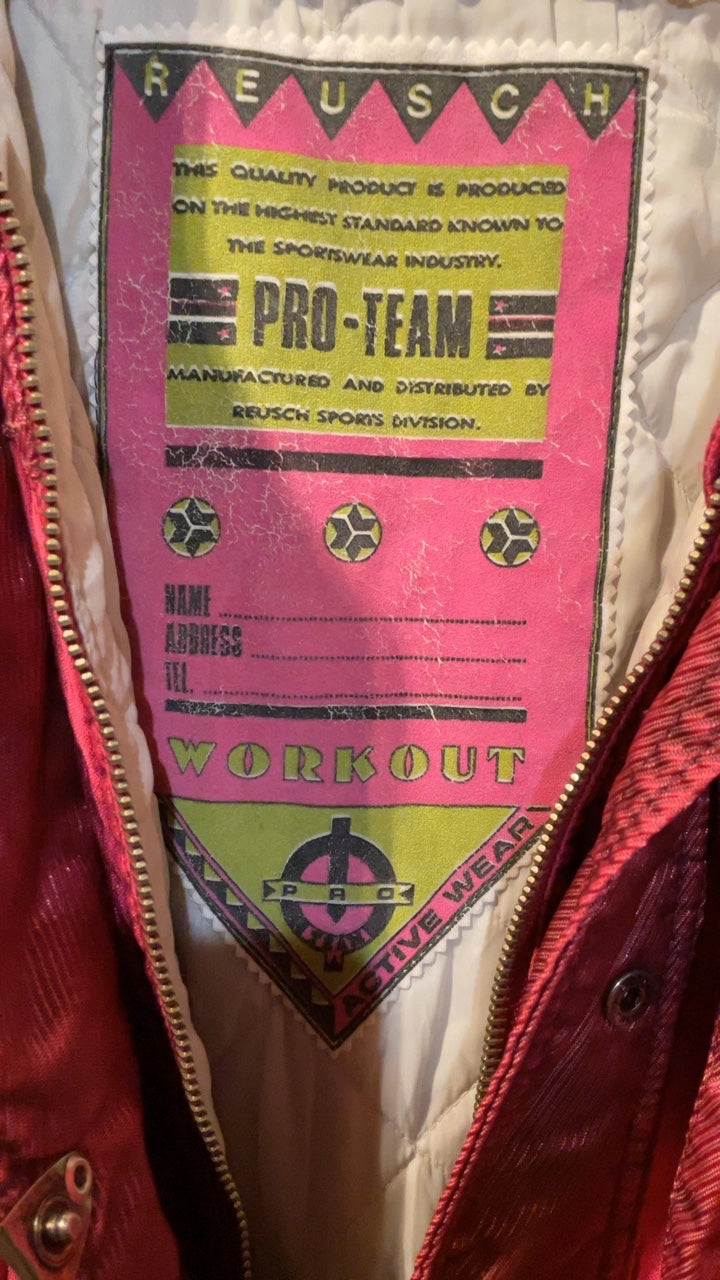 REUSCH
THIS QUALITY PRODUCT IS PRODUCED
ON THE HIGHEST STANDARD KNOWN TO
THE SPORTSWEAR INDUSTRY.
PRO-TEAM
MANUFACTURED AND DISTRIBUTED BY
REUSCH SPORTS DIVISION.
NAME
ADDRESS
TEL.
WORKOUT
PRO
ACTIVE WEAR